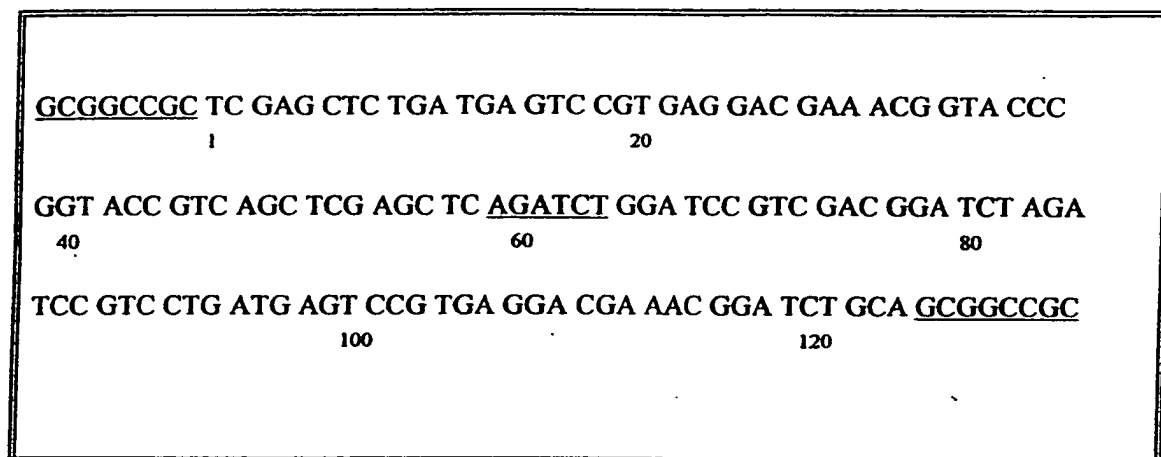 GCGGCCGC TC GAG CTC TGA TGA GTC CGT GAG GAC GAA ACG GTA CCC
1 20
GGT ACC GTC AGC TCG AGC TC AGATCT GGA TCC GTC GAC GGA TCT AGA
40 60 80
TCC GTC CTG ATG AGT CCG TGA GGA CGA AAC GGA TCT GCA GCGGCCGC
100 120